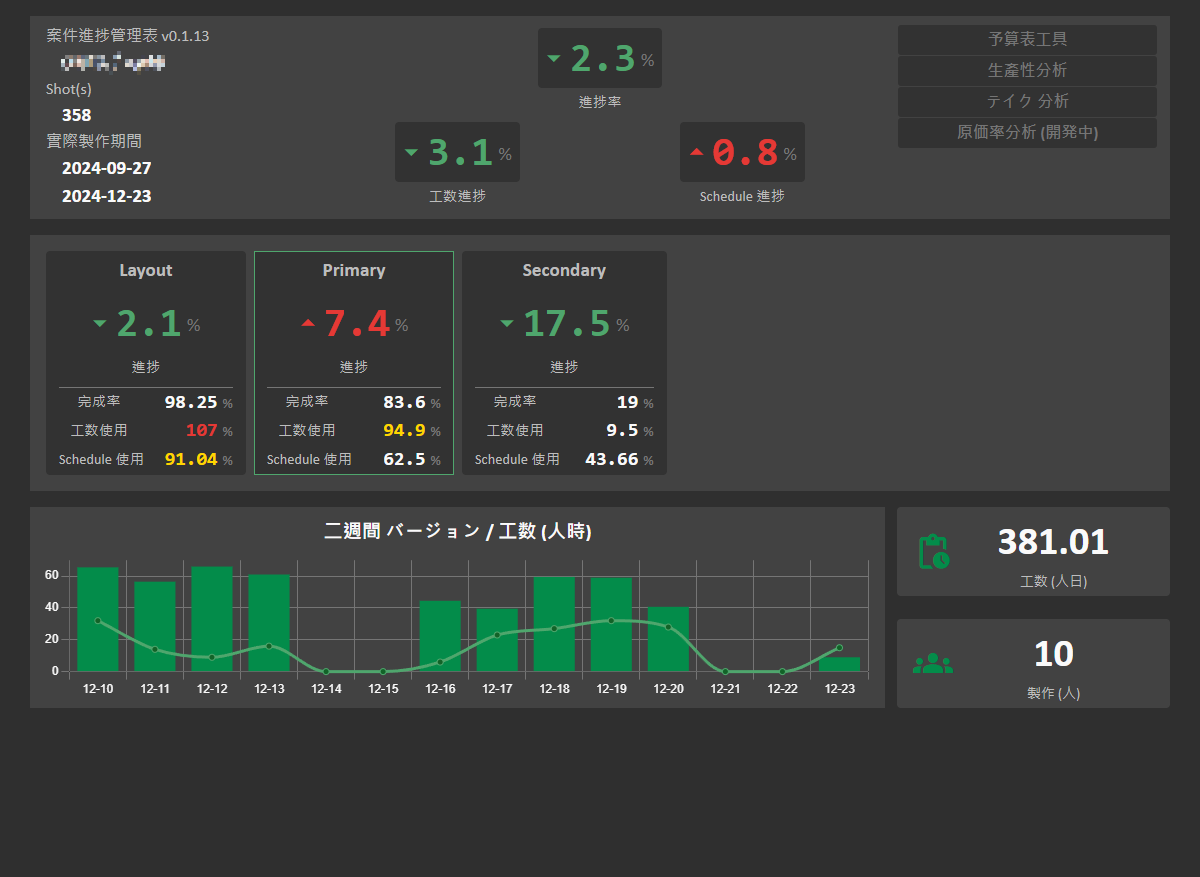 案件進捗管理表 v0.1.13
Shot(s)
358
實際製作期間
2024-09-27
2024-12-23
2.3 %
進捗率
3.1 %
工数進捗
0.8 %
Schedule 進捗
予算表工具
生産性分析
テイク 分析
原価率分析 (開発中)
Layout
2.1 %
進捗
完成率 98.25 %
工数使用 107 %
Schedule 使用 91.04 %
Primary
7.4 %
進捗
完成率 83.6 %
工数使用 94.9 %
Schedule 使用 62.5 %
Secondary
17.5 %
進捗
完成率 19 %
工数使用 9.5 %
Schedule 使用 43.66 %
二週間 バージョン / 工数 (人時)
60
40
20
0
12-10 12-11 12-12 12-13 12-14 12-15 12-16 12-17 12-18 12-19 12-20 12-21 12-22 12-23
381.01
工数 (人日)
10
製作 (人)